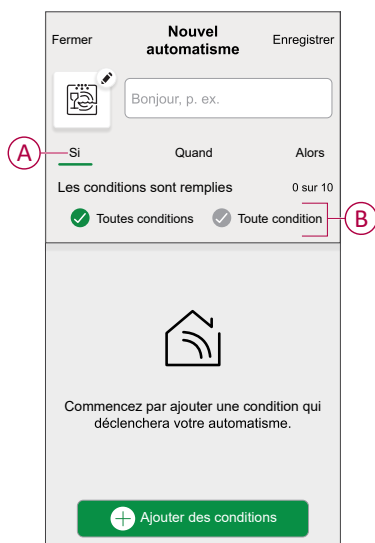 Fermer
Nouvel
automatisme
Enregistrer
Bonjour, p. ex.
A
Si
Quand
Alors
Les conditions sont remplies
0 sur 10
Toutes conditions
Toute condition
B
Commencez par ajouter une condition qui
déclenchera votre automatisme.
Ajouter des conditions